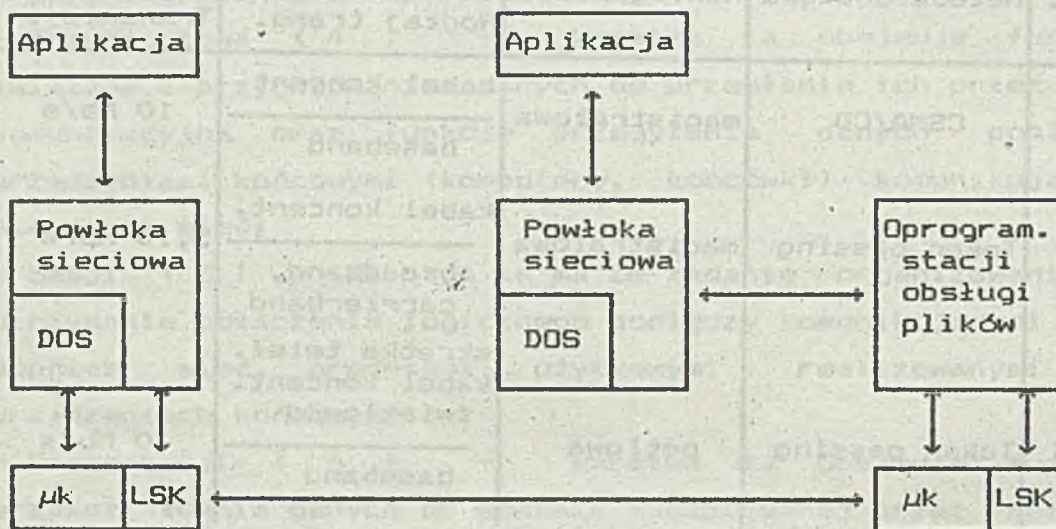 Aplikacja
Aplikacja
Powłoka
sieciowa
DOS
Powłoka
sieciowa
DOS
Oprogram.
stacji
obsługi
plików
µk
LSK
µk
LSK